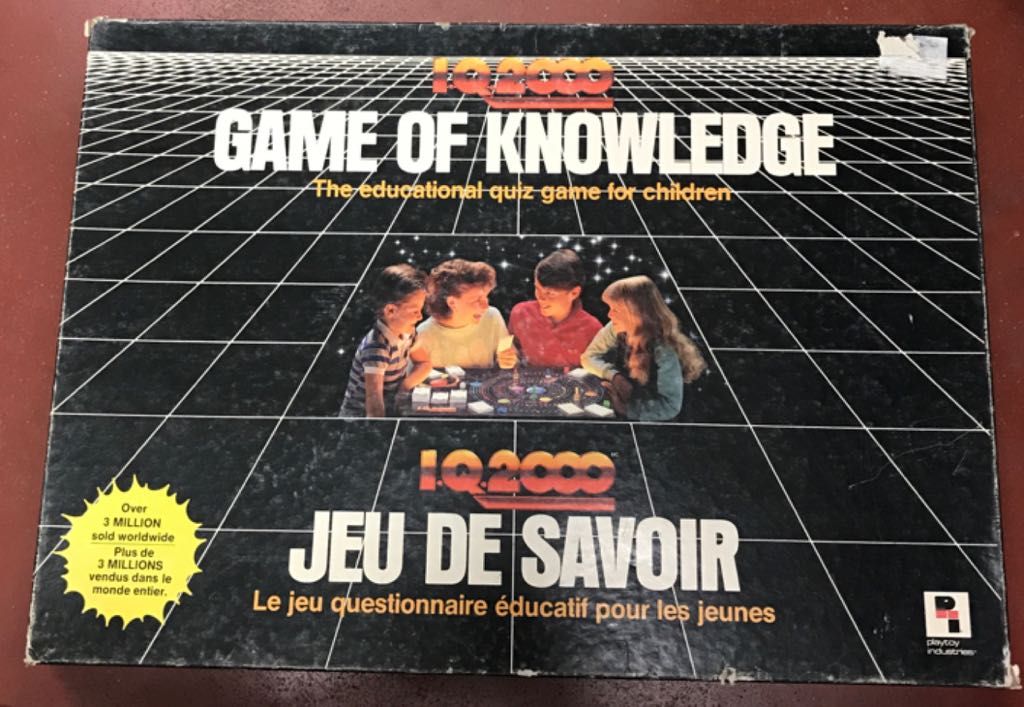 I.Q.2000
GAME OF KNOWLEDGE
The educational quiz game for children
I.Q.2000
JEU DE SAVOIR
Le jeu questionnaire éducatif pour les jeunes
Over
3 MILLION
sold worldwide
Plus de
3 MILLIONS
vendus dans le
monde entier.
playtoy
industries